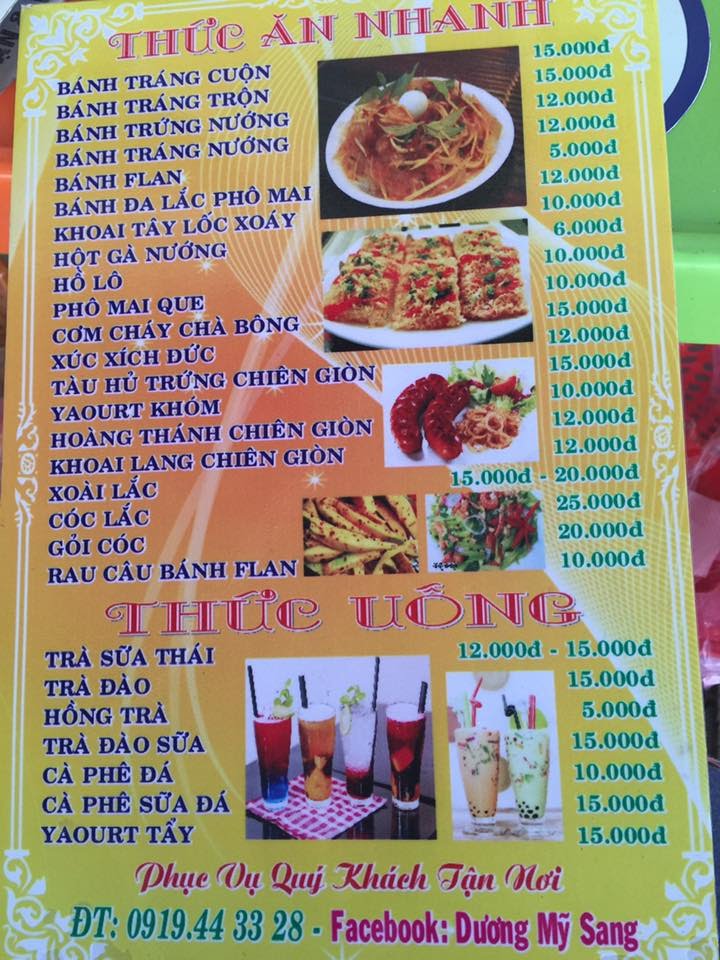 THỨC ĂN NHANH
BÁNH TRÁNG CUỘN 15.000đ
BÁNH TRÁNG TRỘN 15.000đ
BÁNH TRỨNG NƯỚNG 12.000đ
BÁNH TRÁNG NƯỚNG 12.000đ
BÁNH FLAN 5.000đ
BÁNH ĐA LẮC PHÔ MAI 12.000đ
KHOAI TÂY LỐC XOÁY 10.000đ
HỘT GÀ NƯỚNG 6.000đ
HỒ LÔ 10.000đ
PHÔ MAI QUE 10.000đ
CƠM CHÁY CHÀ BÔNG 15.000đ
XÚC XÍCH ĐỨC 12.000đ
TÀU HỦ TRỨNG CHIÊN GIÒN 15.000đ
YAOURT KHÓM 10.000đ
HOÀNG THÁNH CHIÊN GIÒN 12.000đ
KHOAI LANG CHIÊN GIÒN 12.000đ
XOÀI LẮC 15.000đ - 20.000đ
CÓC LẮC 25.000đ
GỎI CÓC 20.000đ
RAU CÂU BÁNH FLAN 10.000đ
THỨC UỐNG
TRÀ SỮA THÁI 12.000đ - 15.000đ
TRÀ ĐÀO 15.000đ
HỒNG TRÀ 5.000đ
TRÀ ĐÀO SỮA 15.000đ
CÀ PHÊ ĐÁ 10.000đ
CÀ PHÊ SỮA ĐÁ 15.000đ
YAOURT TẨY 15.000đ
Phục Vụ Quý Khách Tận Nơi
ĐT: 0919.44 33 28 - Facebook: Dương Mỹ Sang